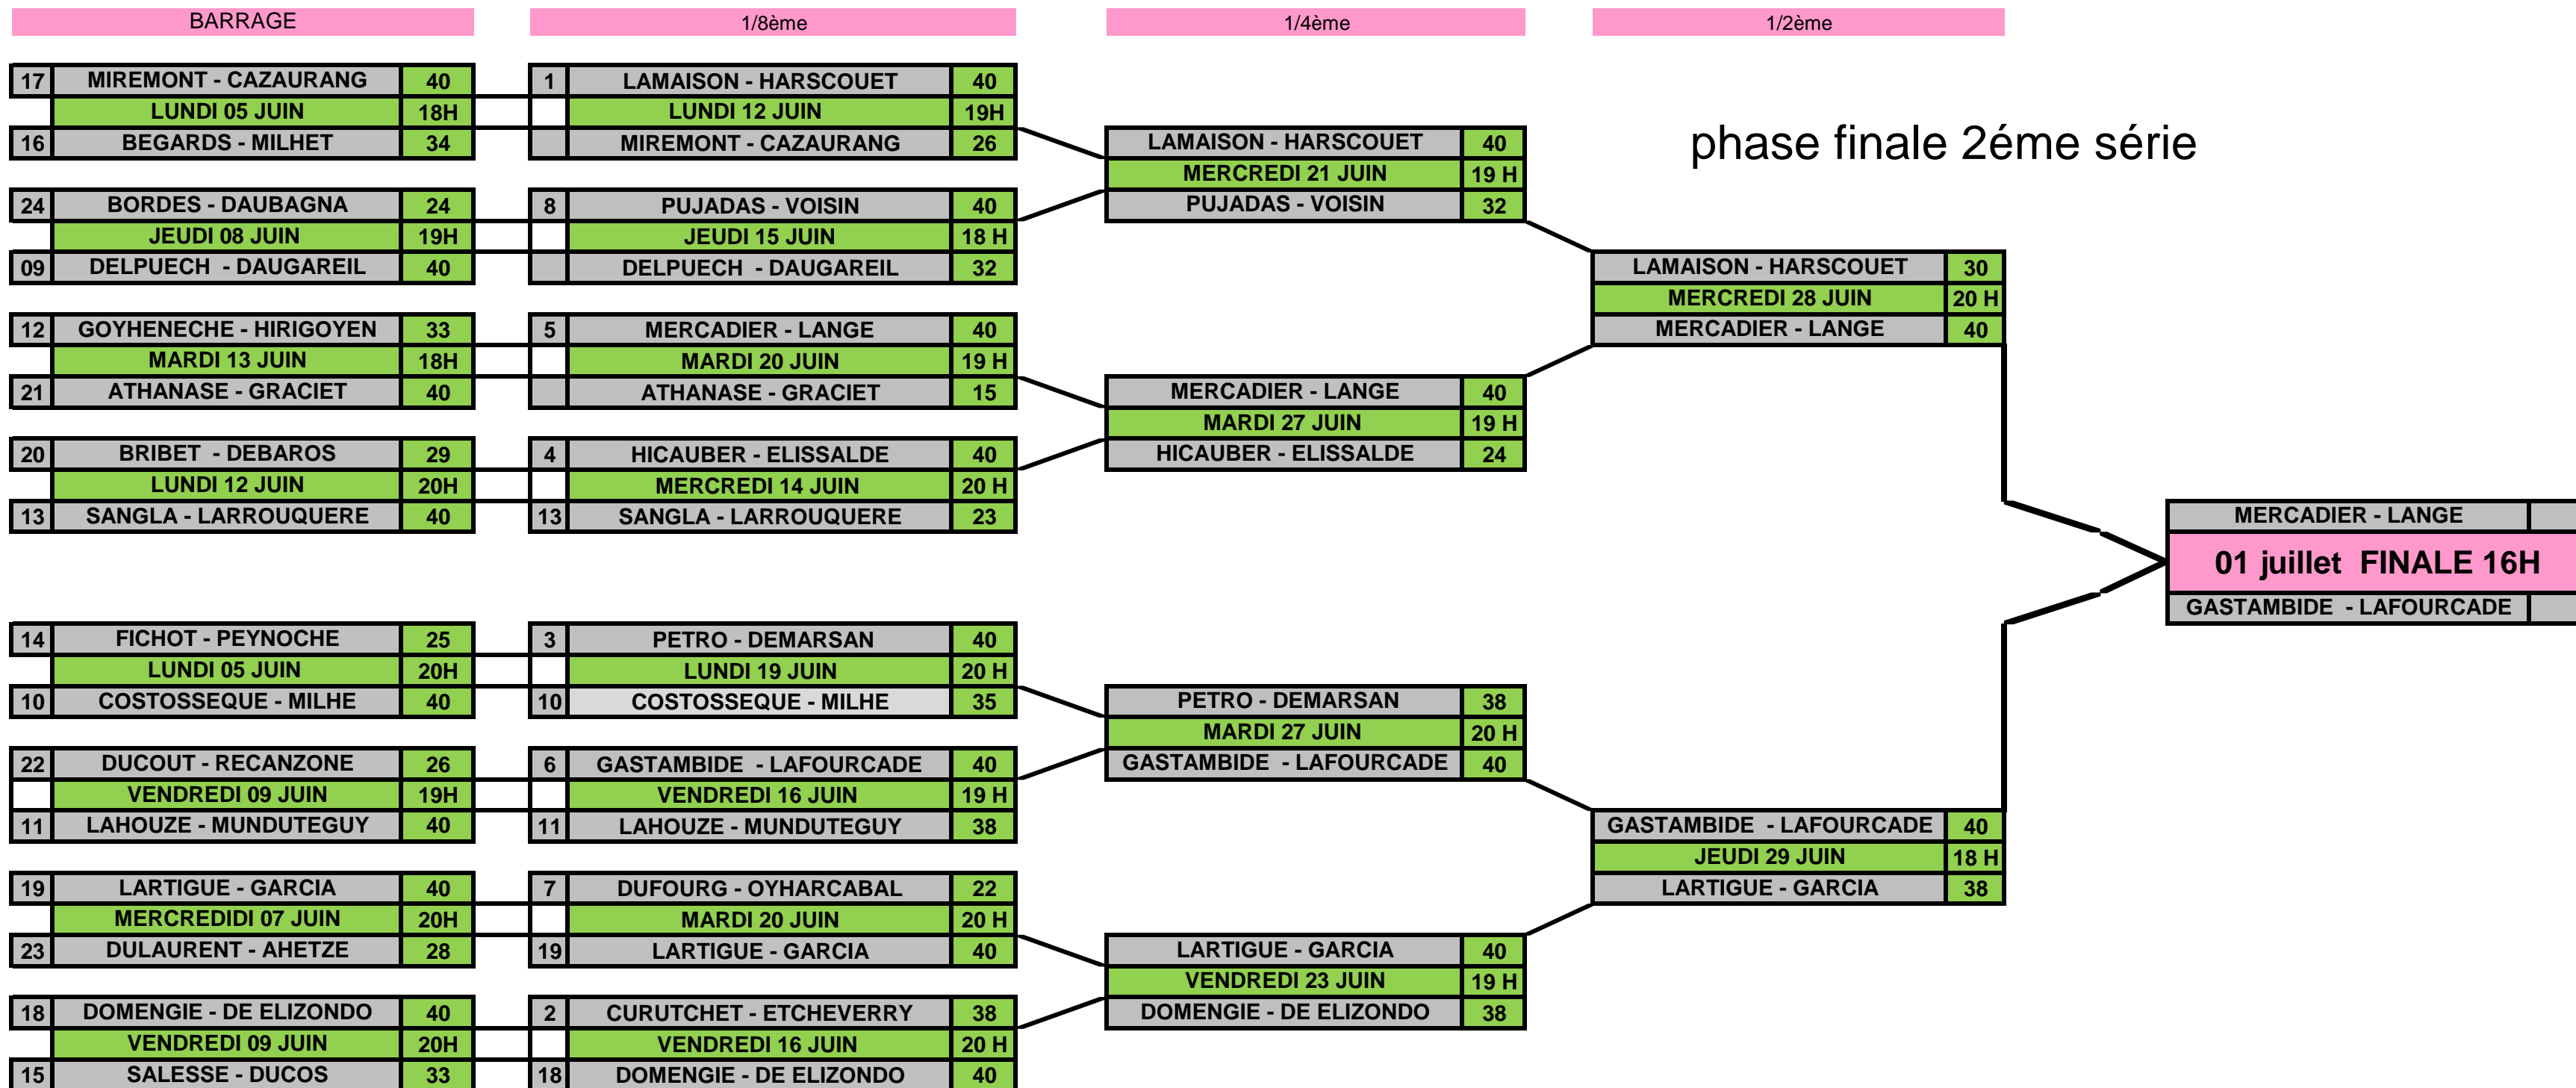 BARRAGE
1/8ème
1/4ème
1/2ème
phase finale 2éme série
17 MIREMONT - CAZAURANG 40
LUNDI 05 JUIN 18H
16 BEGARDS - MILHET 34
24 BORDES - DAUBAGNA 24
JEUDI 08 JUIN 19H
09 DELPUECH - DAUGAREIL 40
12 GOYHENECHE - HIRIGOYEN 33
MARDI 13 JUIN 18H
21 ATHANASE - GRACIET 40
20 BRIBET - DEBAROS 29
LUNDI 12 JUIN 20H
13 SANGLA - LARROUQUERE 40
14 FICHOT - PEYNOCHE 25
LUNDI 05 JUIN 20H
10 COSTOSSEQUE - MILHE 40
22 DUCOUT - RECANZONE 26
VENDREDI 09 JUIN 19H
11 LAHOUZE - MUNDUTEGUY 40
19 LARTIGUE - GARCIA 40
MERCREDIDI 07 JUIN 20H
23 DULAURENT - AHETZE 28
18 DOMENGIE - DE ELIZONDO 40
VENDREDI 09 JUIN 20H
15 SALESSE - DUCOS 33
1 LAMAISON - HARSCOUET 40
LUNDI 12 JUIN 19H
MIREMONT - CAZAURANG 26
8 PUJADAS - VOISIN 40
JEUDI 15 JUIN 18 H
DELPUECH - DAUGAREIL 32
5 MERCADIER - LANGE 40
MARDI 20 JUIN 19 H
ATHANASE - GRACIET 15
4 HICAUBER - ELISSALDE 40
MERCREDI 14 JUIN 20 H
13 SANGLA - LARROUQUERE 23
3 PETRO - DEMARSAN 40
LUNDI 19 JUIN 20 H
10 COSTOSSEQUE - MILHE 35
6 GASTAMBIDE - LAFOURCADE 40
VENDREDI 16 JUIN 19 H
11 LAHOUZE - MUNDUTEGUY 38
7 DUFOURG - OYHARCABAL 22
MARDI 20 JUIN 20 H
19 LARTIGUE - GARCIA 40
2 CURUTCHET - ETCHEVERRY 38
VENDREDI 16 JUIN 20 H
18 DOMENGIE - DE ELIZONDO 40
LAMAISON - HARSCOUET 40
MERCREDI 21 JUIN 19 H
PUJADAS - VOISIN 32
MERCADIER - LANGE 40
MARDI 27 JUIN 19 H
HICAUBER - ELISSALDE 24
PETRO - DEMARSAN 38
MARDI 27 JUIN 20 H
GASTAMBIDE - LAFOURCADE 40
LARTIGUE - GARCIA 40
VENDREDI 23 JUIN 19 H
DOMENGIE - DE ELIZONDO 38
LAMAISON - HARSCOUET 30
MERCREDI 28 JUIN 20 H
MERCADIER - LANGE 40
GASTAMBIDE - LAFOURCADE 40
JEUDI 29 JUIN 18 H
LARTIGUE - GARCIA 38
MERCADIER - LANGE
01 juillet FINALE 16H
GASTAMBIDE - LAFOURCADE